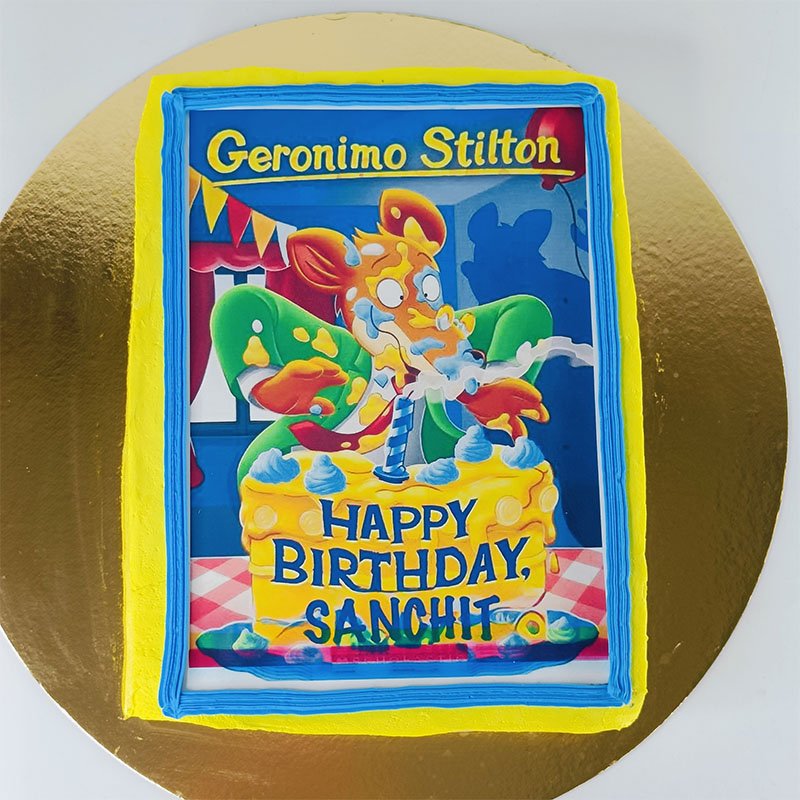 Geronimo Stilton
HAPPY
BIRTHDAY,
SANCHIT